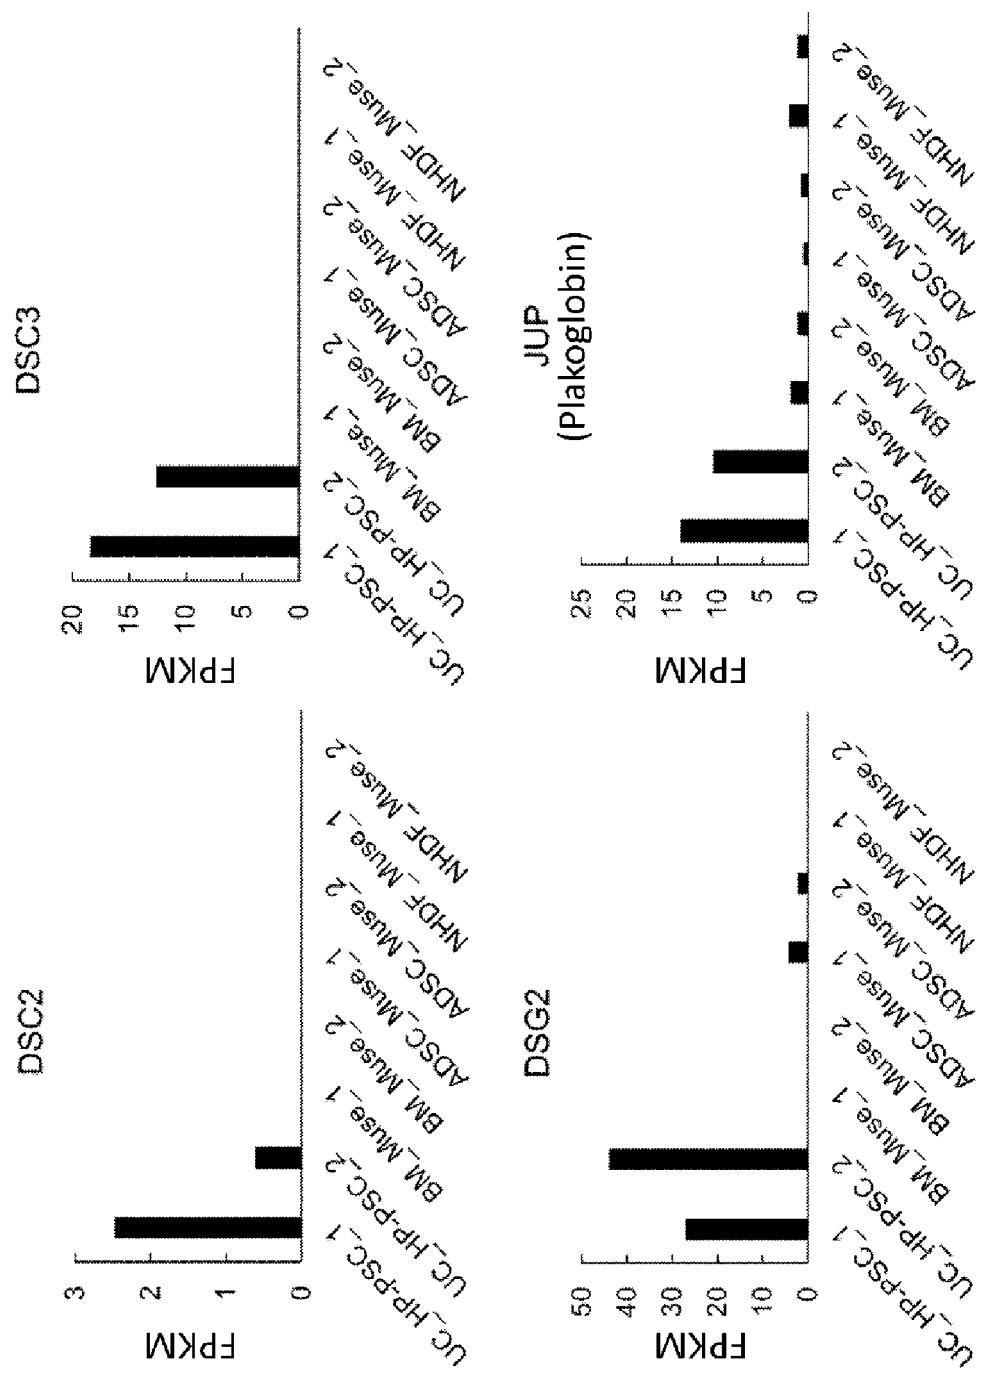 DSC2
FPKM
3
2
1
0
UC_HP-PSC_1
UC_HP-PSC_2
BM_Muse_1
BM_Muse_2
ADSC_Muse_1
ADSC_Muse_2
NHDF_Muse_1
NHDF_Muse_2
DSC3
FPKM
20
15
10
5
0
UC_HP-PSC_1
UC_HP-PSC_2
BM_Muse_1
BM_Muse_2
ADSC_Muse_1
ADSC_Muse_2
NHDF_Muse_1
NHDF_Muse_2
DSG2
FPKM
50
40
30
20
10
0
UC_HP-PSC_1
UC_HP-PSC_2
BM_Muse_1
BM_Muse_2
ADSC_Muse_1
ADSC_Muse_2
NHDF_Muse_1
NHDF_Muse_2
JUP
(Plakoglobin)
FPKM
25
20
15
10
5
0
UC_HP-PSC_1
UC_HP-PSC_2
BM_Muse_1
BM_Muse_2
ADSC_Muse_1
ADSC_Muse_2
NHDF_Muse_1
NHDF_Muse_2